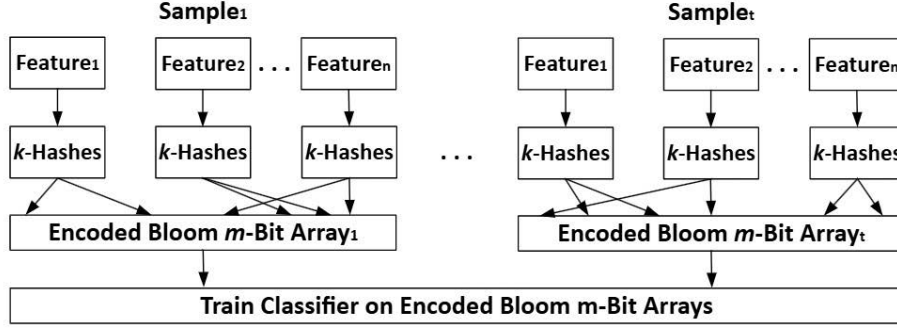 Sample₁ Sampleₜ
Feature₁ Feature₂ ... Featureₙ Feature₁ Feature₂ ... Featureₙ
k-Hashes k-Hashes k-Hashes ... k-Hashes k-Hashes k-Hashes
Encoded Bloom m-Bit Array₁ Encoded Bloom m-Bit Arrayₜ
Train Classifier on Encoded Bloom m-Bit Arrays